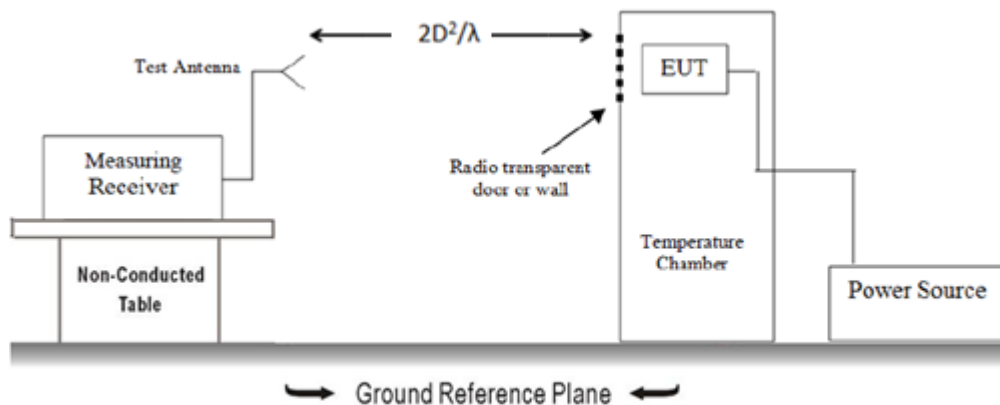 2D²/λ
Test Antenna
EUT
Measuring
Receiver
Radio transparent
door or wall
Temperature
Chamber
Non-Conducted
Table
Power Source
Ground Reference Plane